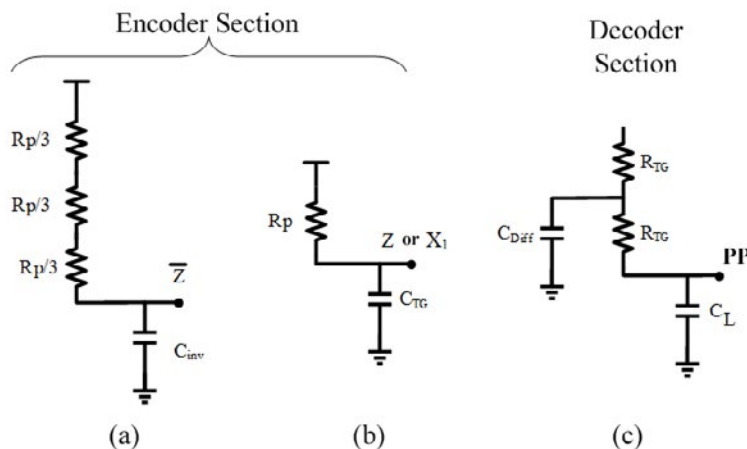 Encoder Section
Decoder
Section
Rp/3
Rp/3
Rp/3
Z
Cinv
(a)
Rp
Z or X1
CTG
(b)
RTG
CDiff
RTG
PP
CL
(c)